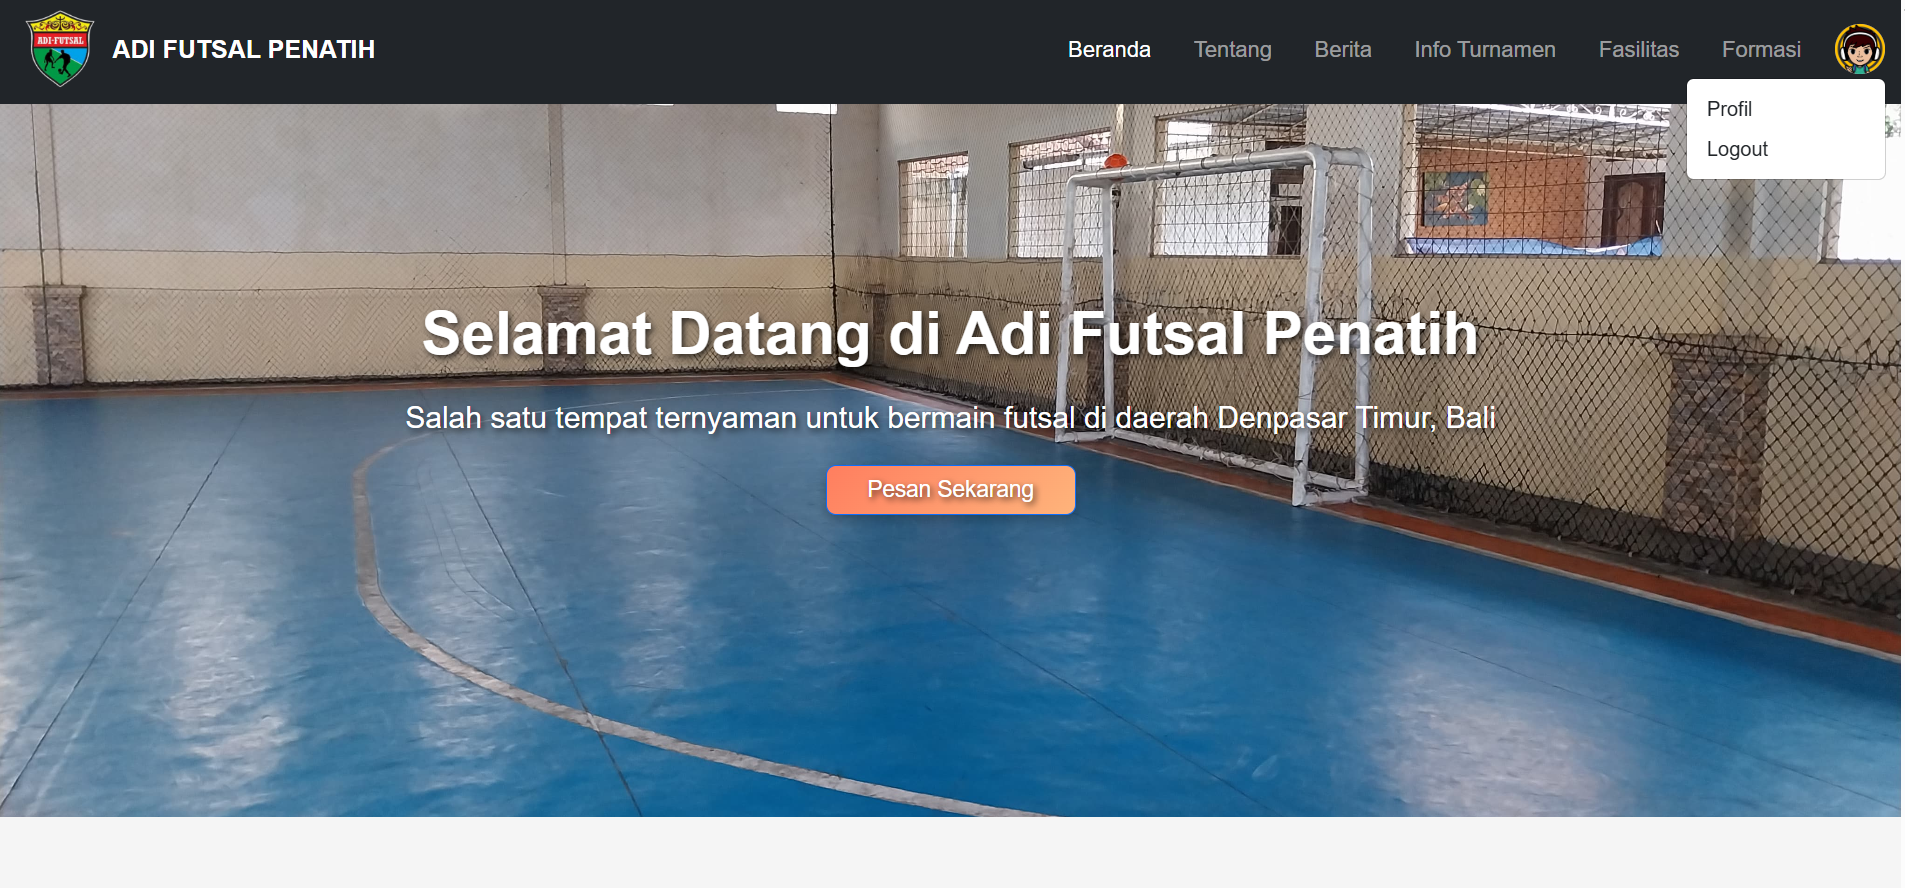 ADI-FUTSAL
ADI FUTSAL PENATIH
Beranda
Tentang
Berita
Info Turnamen
Fasilitas
Formasi
Profil
Logout
Selamat Datang di Adi Futsal Penatih
Salah satu tempat ternyaman untuk bermain futsal di daerah Denpasar Timur, Bali
Pesan Sekarang